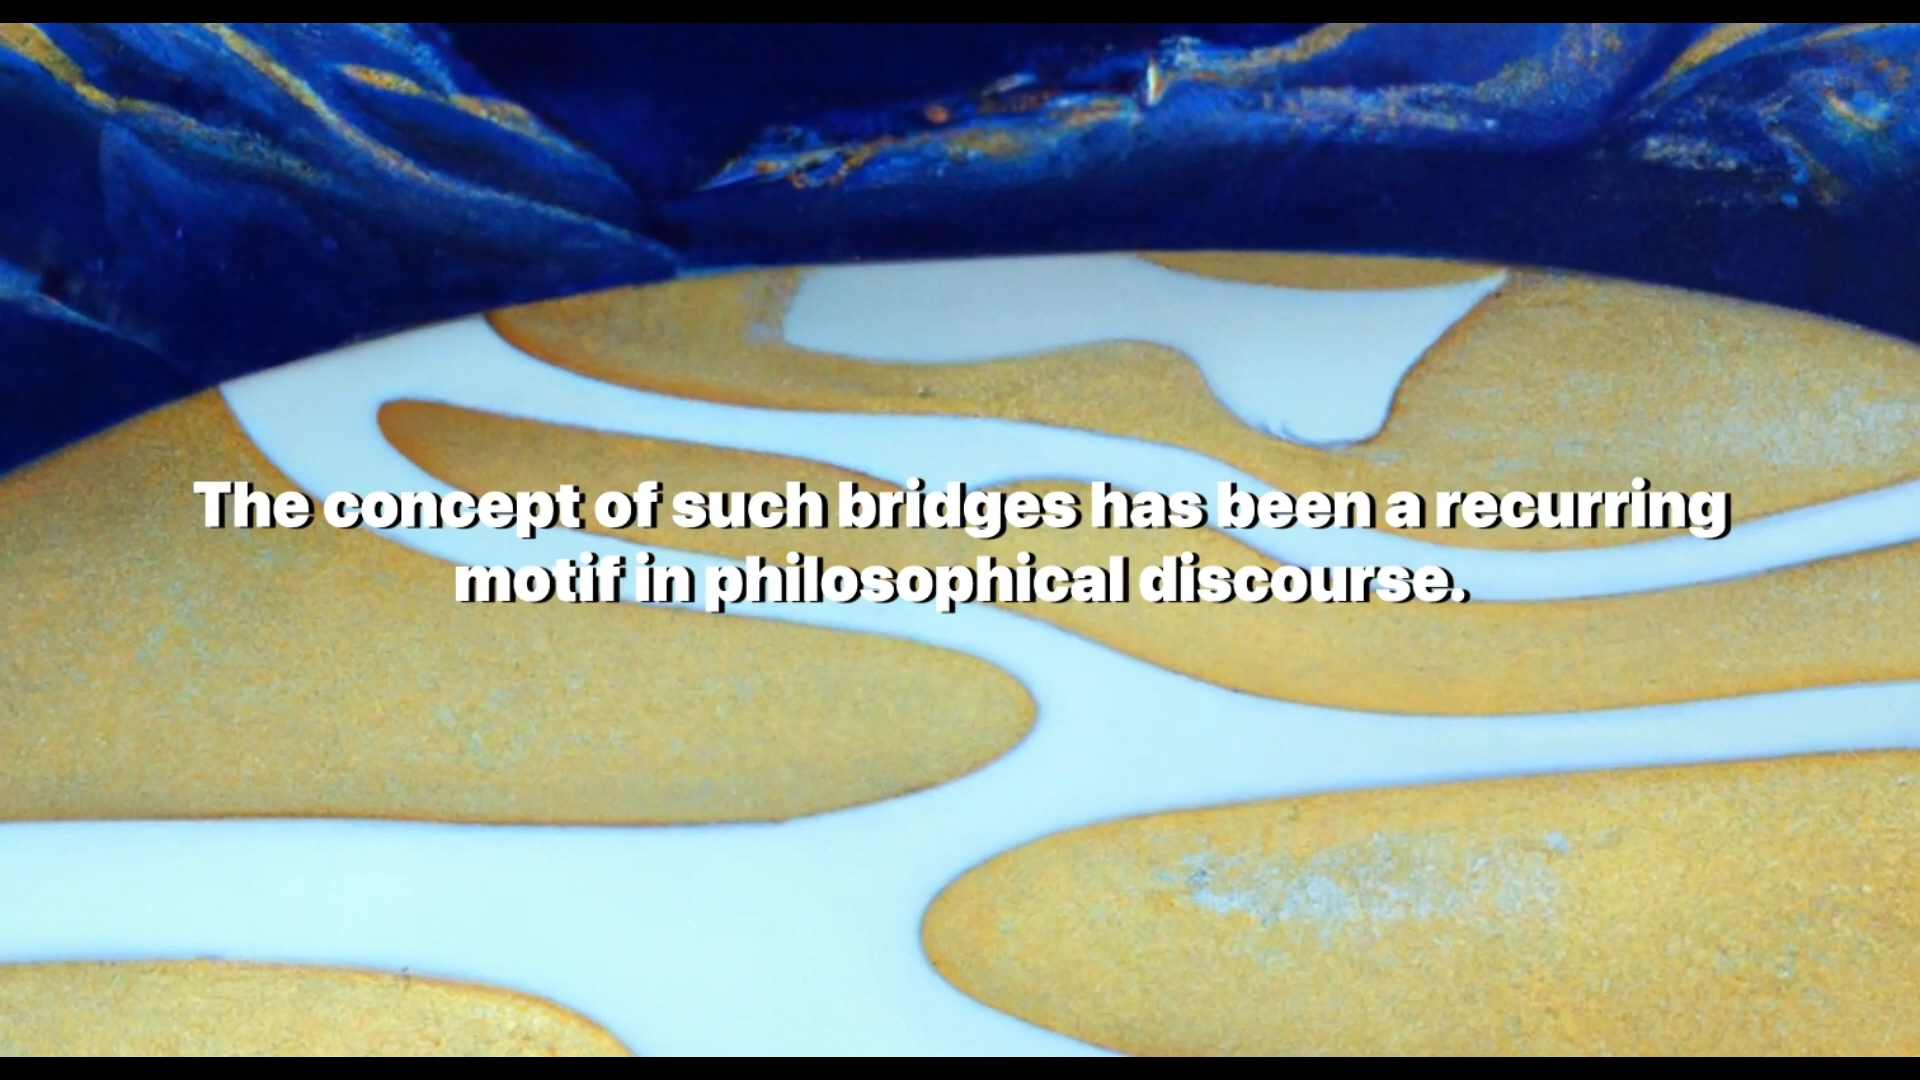 The concept of such bridges has been a recurring
motif in philosophical discourse.